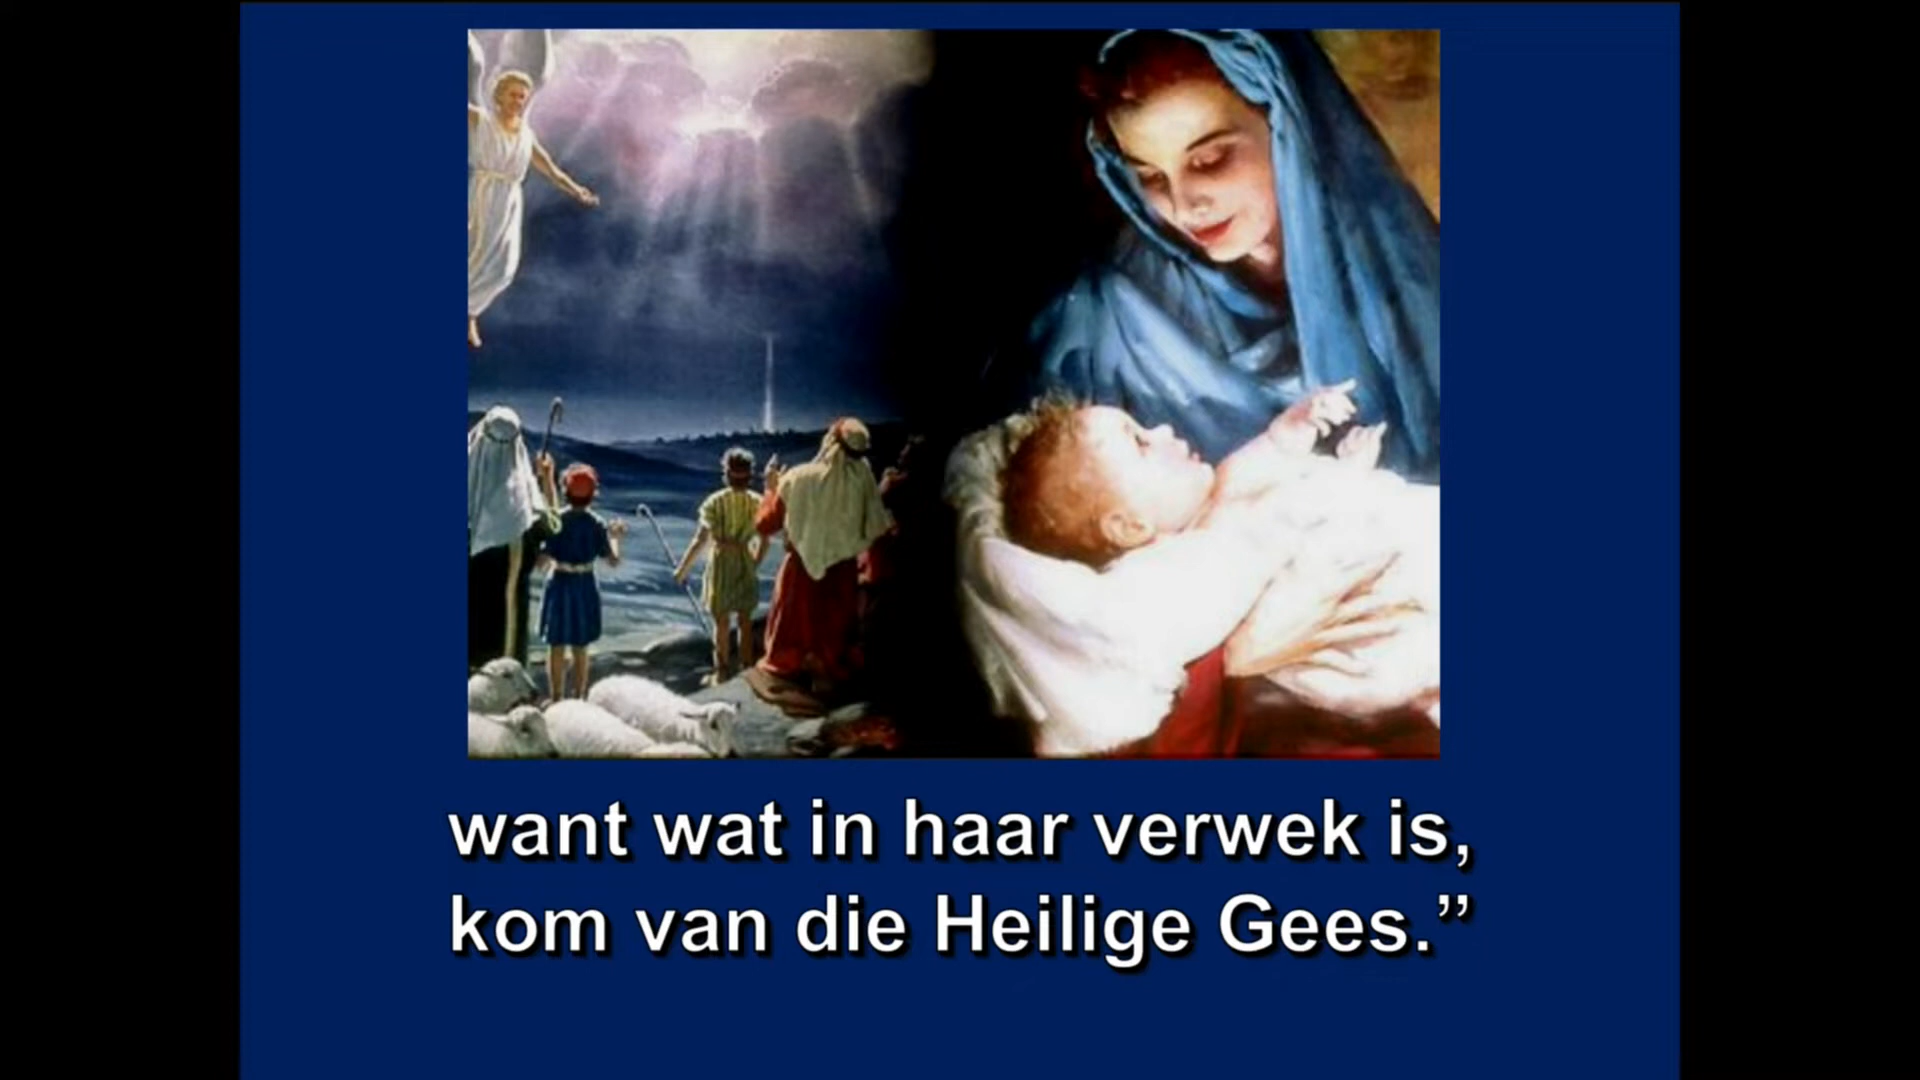 want wat in haar verwek is,
kom van die Heilige Gees.”